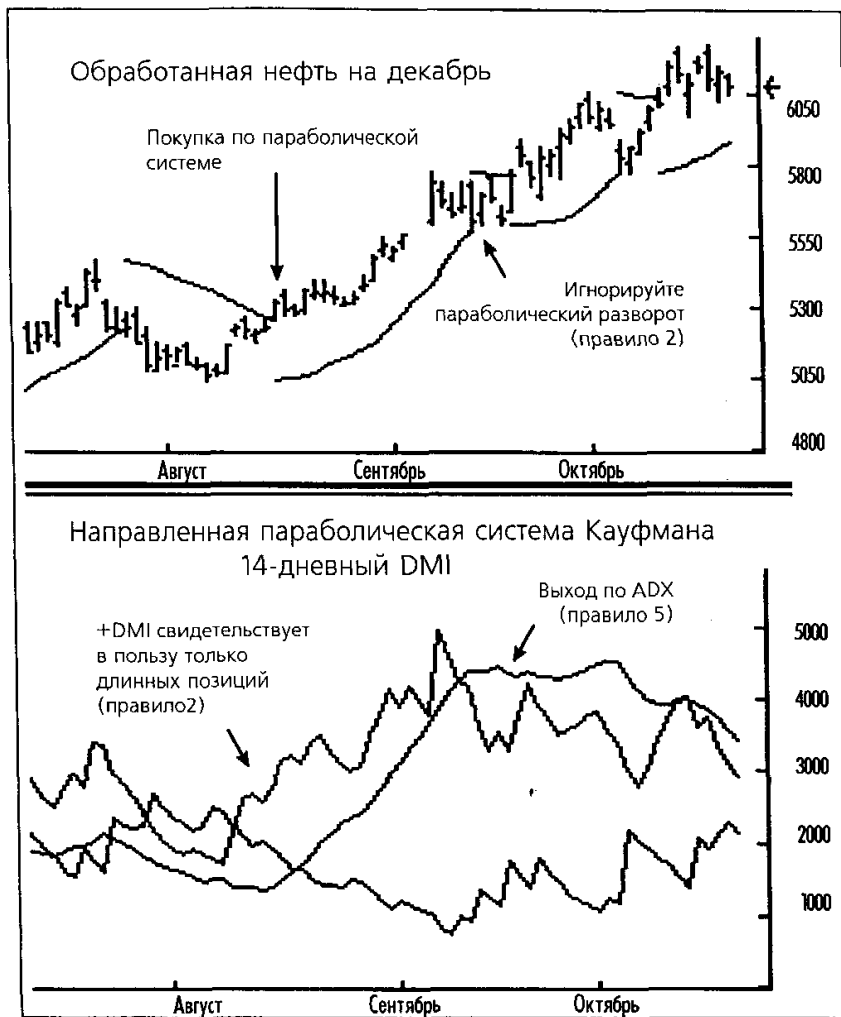 Обработанная нефть на декабрь
Покупка по параболической
системе
Игнорируйте
параболический разворот
(правило 2)
6050
5800
5550
5300
5050
4800
Август
Сентябрь
Октябрь
Направленная параболическая система Кауфмана
14-дневный DMI
Выход по ADX
(правило 5)
+DMI свидетельствует
в пользу только
длинных позиций
(правило2)
5000
4000
3000
2000
1000
Август
Сентябрь
Октябрь